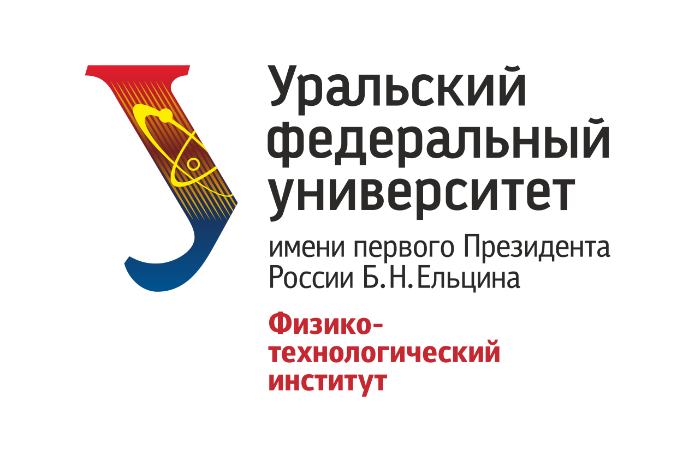 Уральский
федеральный
университет
имени первого Президента
России Б.Н.Ельцина
Физико-
технологический
институт